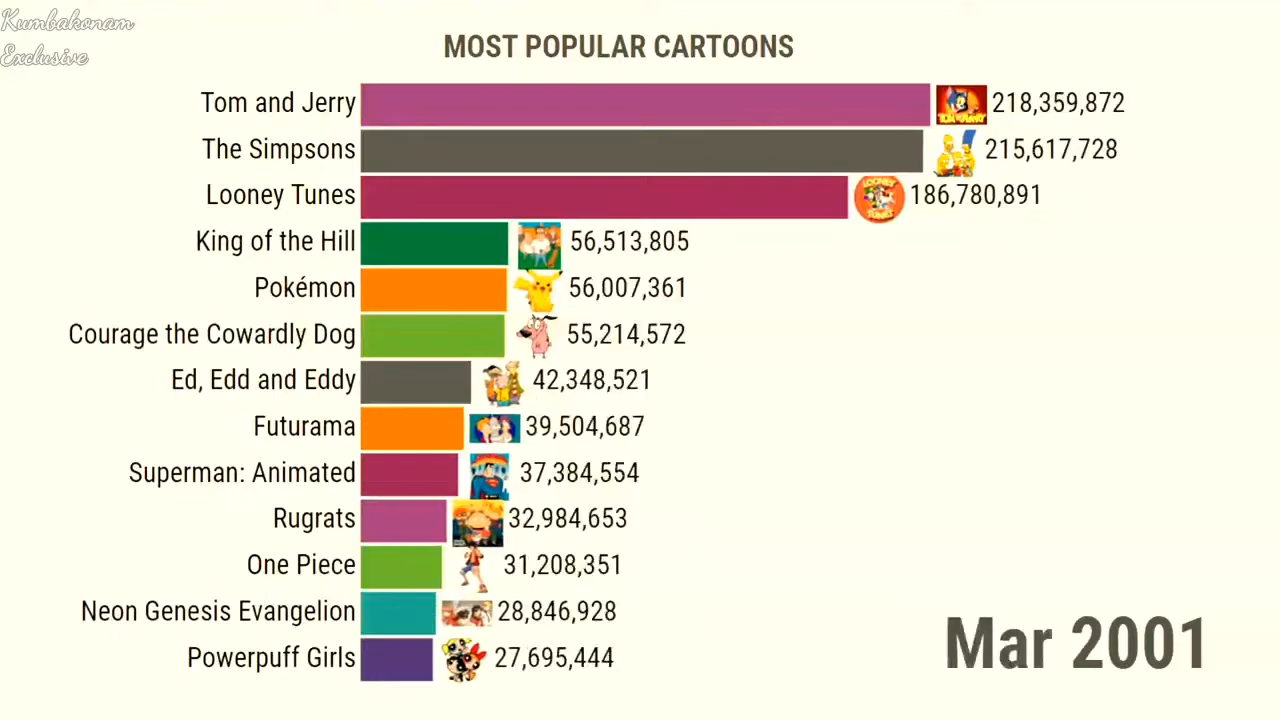 Kumbakonam
Exclusive
MOST POPULAR CARTOONS
Tom and Jerry 218,359,872
The Simpsons 215,617,728
Looney Tunes 186,780,891
King of the Hill 56,513,805
Pokémon 56,007,361
Courage the Cowardly Dog 55,214,572
Ed, Edd and Eddy 42,348,521
Futurama 39,504,687
Superman: Animated 37,384,554
Rugrats 32,984,653
One Piece 31,208,351
Neon Genesis Evangelion 28,846,928
Powerpuff Girls 27,695,444
Mar 2001